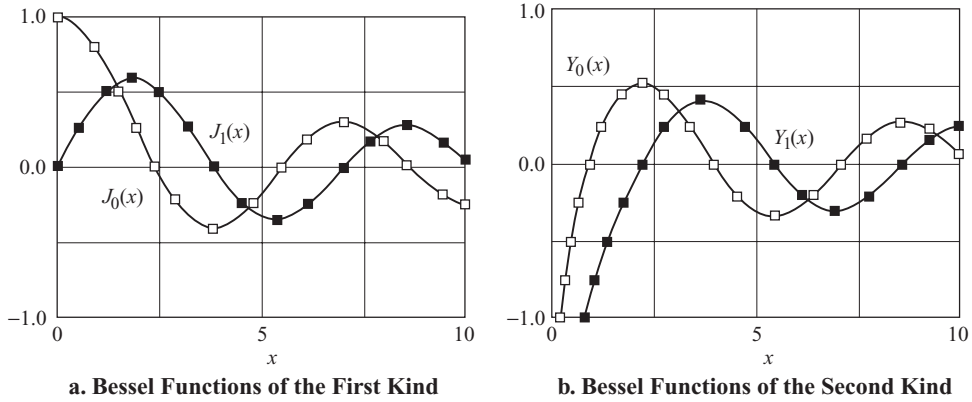 1.0
J₁(x)
0.0
J₀(x)
−1.0
0
5
10
x
a. Bessel Functions of the First Kind
1.0
Y₀(x)
Y₁(x)
0.0
−1.0
0
5
10
x
b. Bessel Functions of the Second Kind